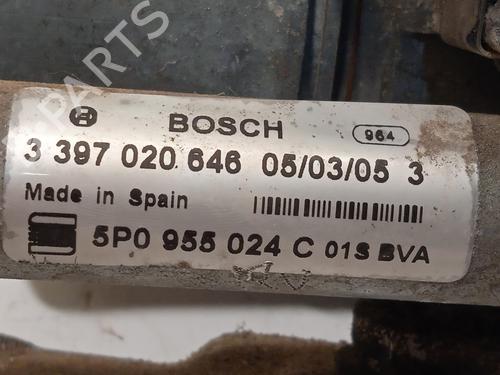 PARTS
BOSCH 964
3 397 020 646 05/03/05 3
Made in Spain
5P0 955 024 C 01S BVA